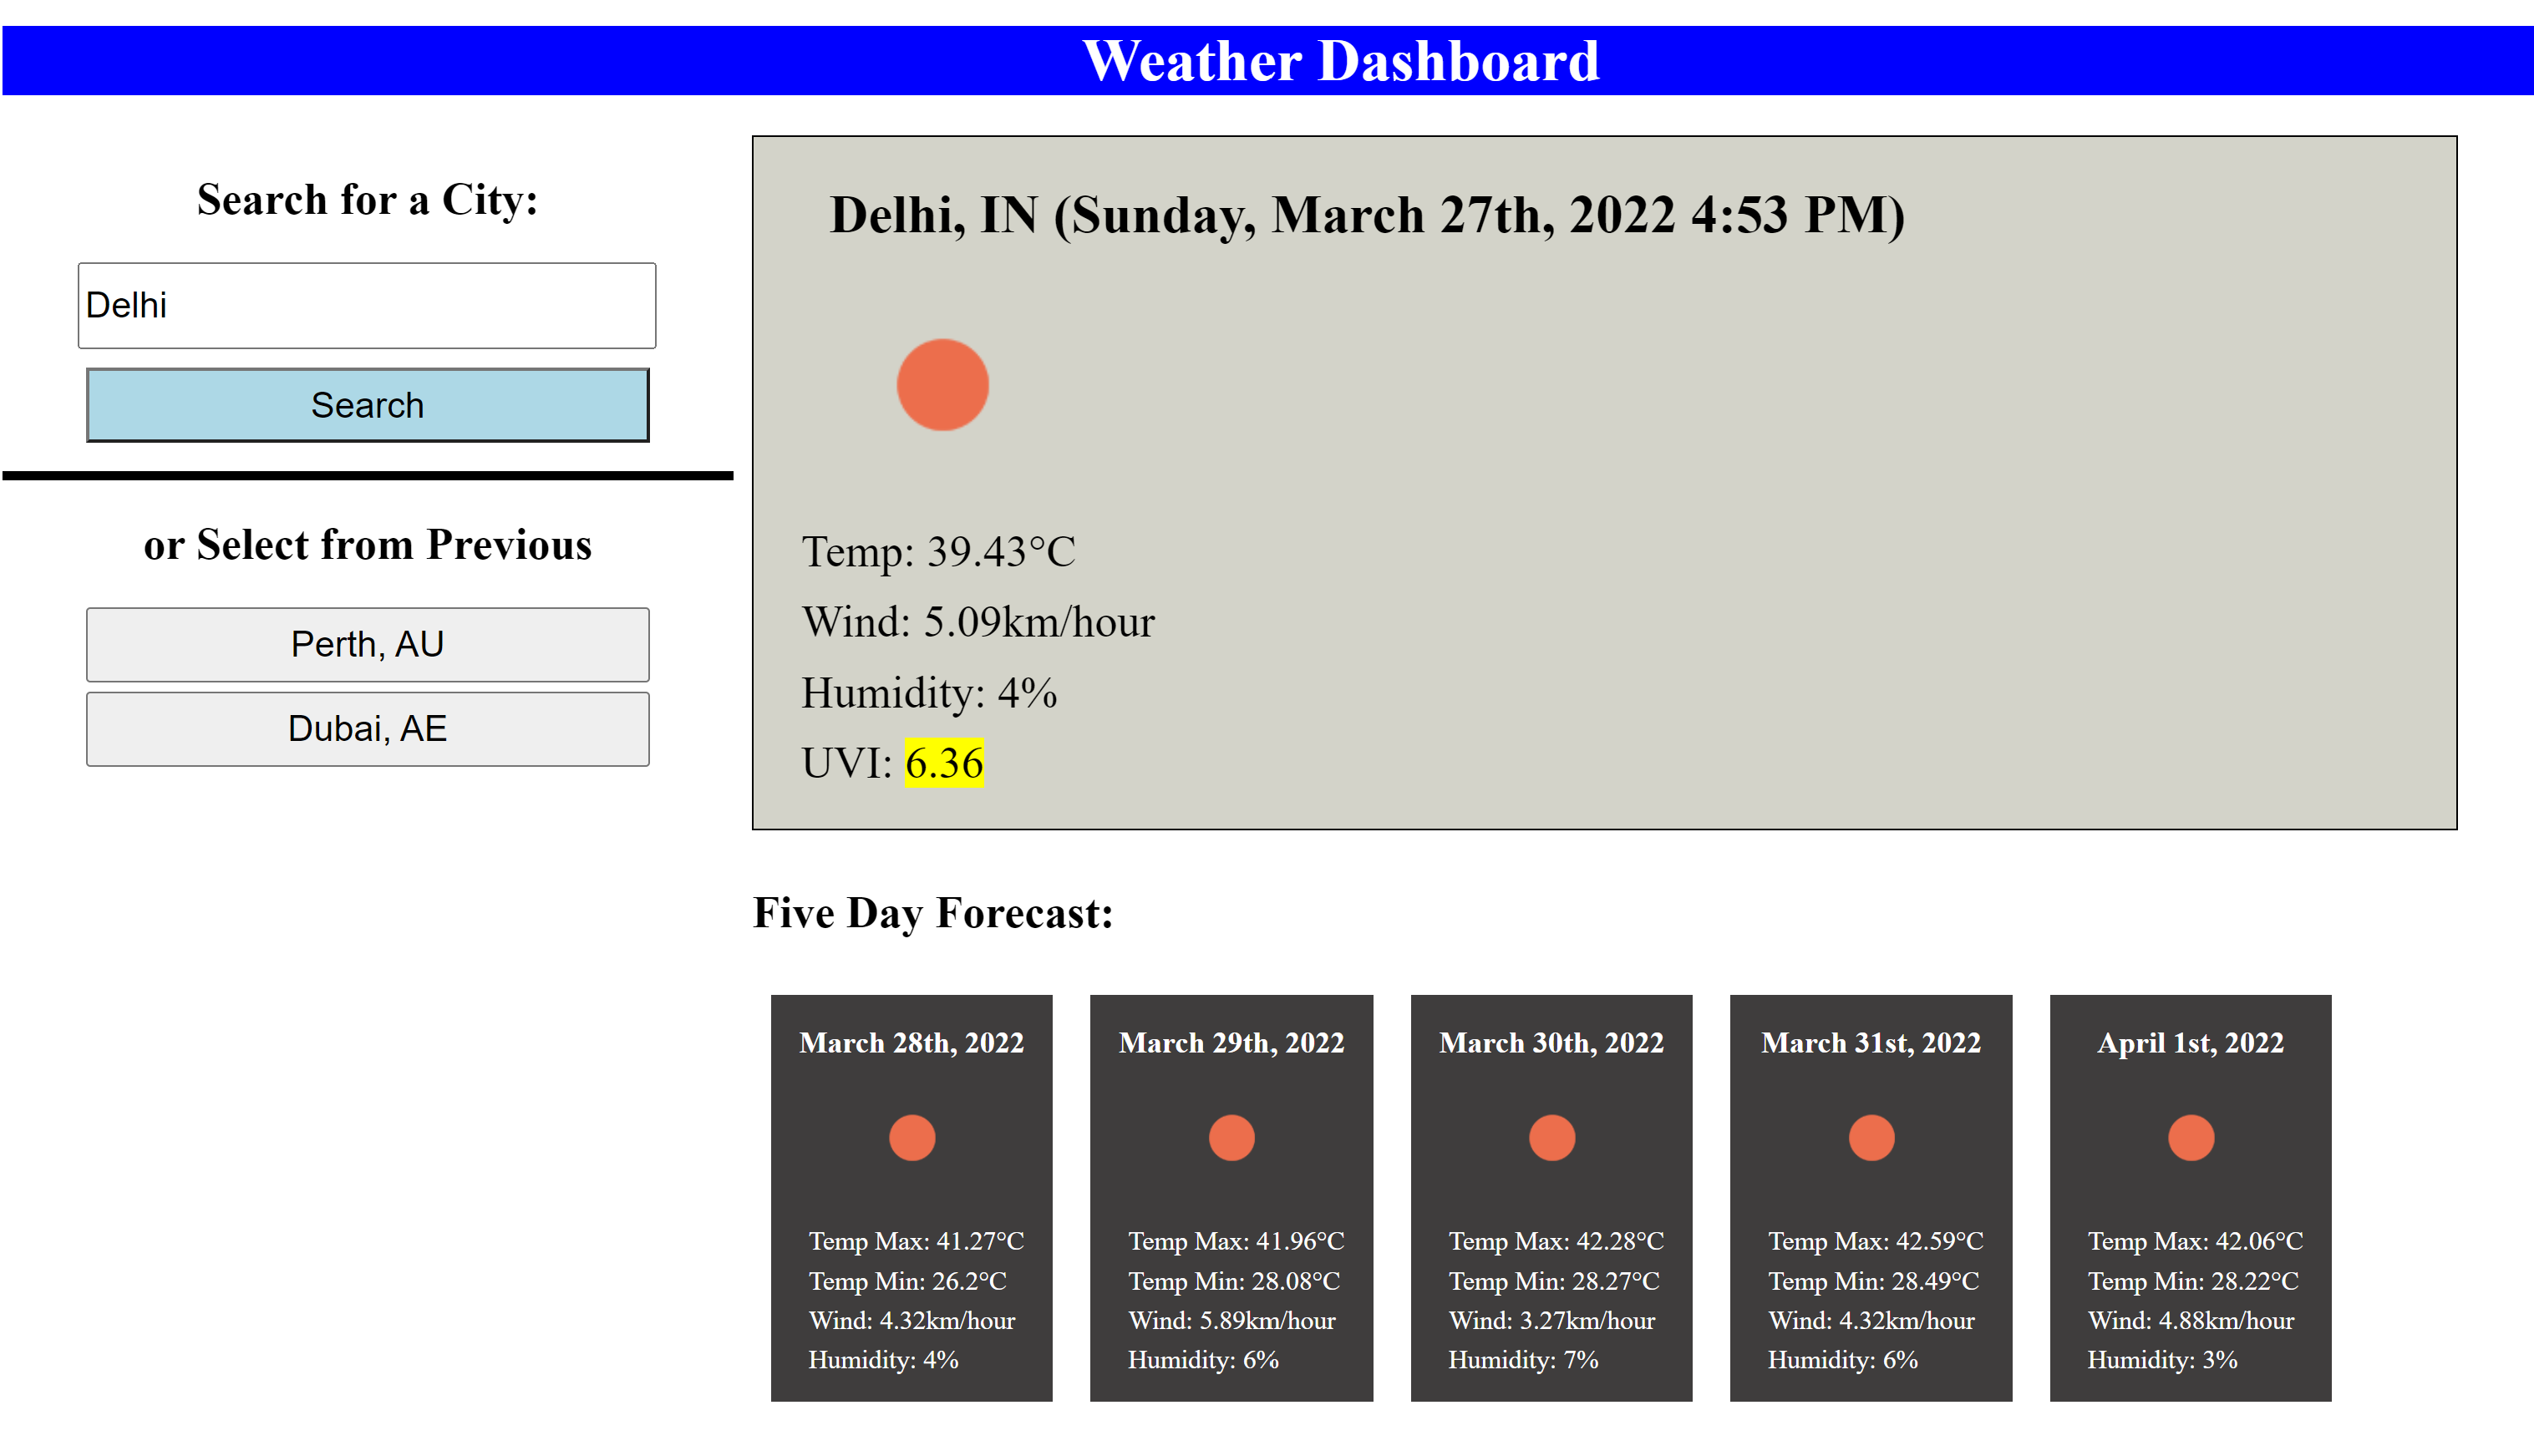 Weather Dashboard
Search for a City:
Delhi
Search
or Select from Previous
Perth, AU
Dubai, AE
Delhi, IN (Sunday, March 27th, 2022 4:53 PM)
Temp: 39.43°C
Wind: 5.09km/hour
Humidity: 4%
UVI: 6.36
Five Day Forecast:
March 28th, 2022
Temp Max: 41.27°C
Temp Min: 26.2°C
Wind: 4.32km/hour
Humidity: 4%
March 29th, 2022
Temp Max: 41.96°C
Temp Min: 28.08°C
Wind: 5.89km/hour
Humidity: 6%
March 30th, 2022
Temp Max: 42.28°C
Temp Min: 28.27°C
Wind: 3.27km/hour
Humidity: 7%
March 31st, 2022
Temp Max: 42.59°C
Temp Min: 28.49°C
Wind: 4.32km/hour
Humidity: 6%
April 1st, 2022
Temp Max: 42.06°C
Temp Min: 28.22°C
Wind: 4.88km/hour
Humidity: 3%